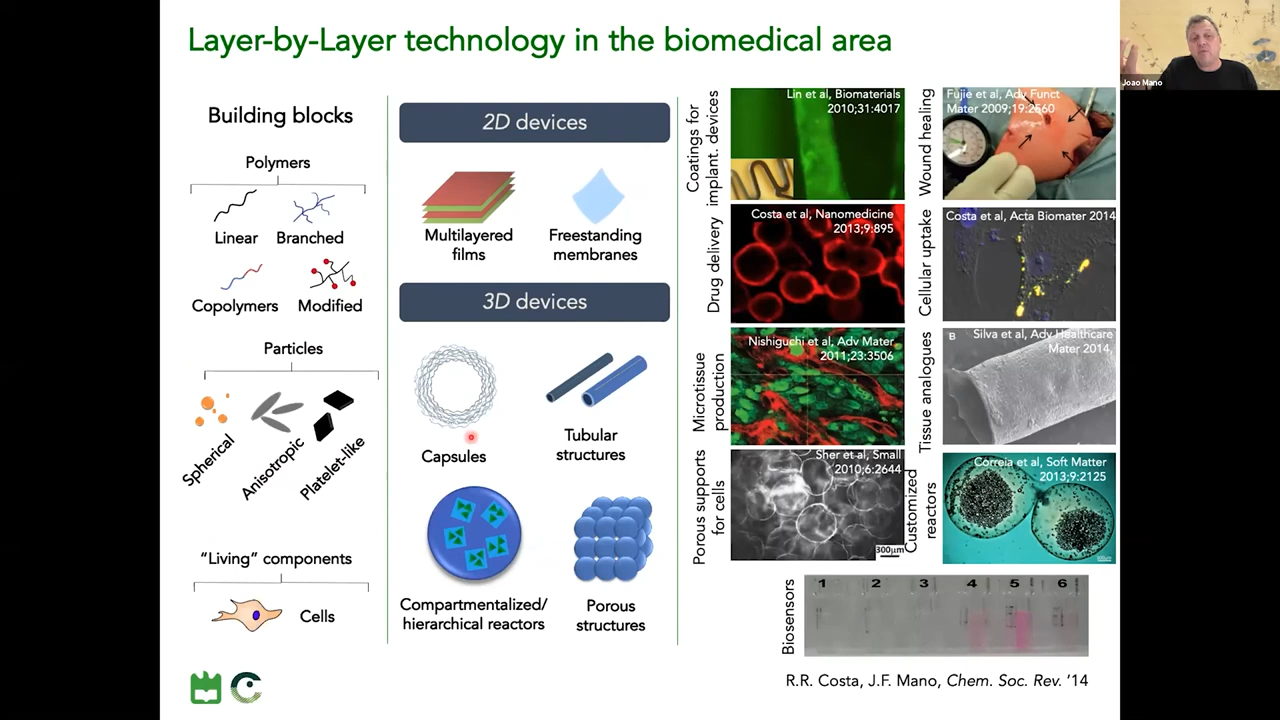 Layer-by-Layer technology in the biomedical area
Joao Mano
Building blocks
Polymers
Linear
Branched
Copolymers
Modified
Particles
Spherical
Anisotropic
Platelet-like
“Living” components
Cells
2D devices
Multilayered
films
Freestanding
membranes
3D devices
Capsules
Tubular
structures
Compartmentalized/
hierarchical reactors
Porous
structures
Coatings for
implant. devices
Lin et al, Biomaterials
2010;31:4017
Wound healing
Fujie et al, Adv Funct
Mater 2009;19:2560
Drug delivery
Costa et al, Nanomedicine
2013;9:895
Cellular uptake
Costa et al, Acta Biomater 2014
Microtissue
production
Nishiguchi et al, Adv Mater
2011;23:3506
Tissue analogues
B
Silva et al, Adv Healthcare
Mater 2014,
Porous supports
for cells
Sher et al, Small
2010;6:2644
300μm
Customized
reactors
Correia et al, Soft Matter
2013;9:2125
Biosensors
1 2 3 4 5 6
R.R. Costa, J.F. Mano, Chem. Soc. Rev. ’14